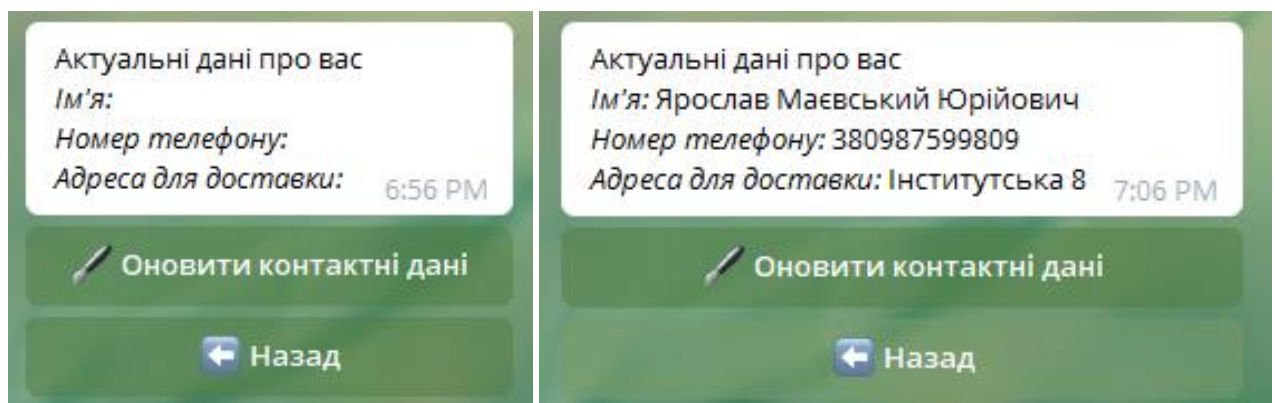 Актуальні дані про вас
Ім'я:
Номер телефону:
Адреса для доставки:
6:56 PM
Оновити контактні дані
Назад
Актуальні дані про вас
Ім'я: Ярослав Маєвський Юрійович
Номер телефону: 380987599809
Адреса для доставки: Інститутська 8
7:06 PM
Оновити контактні дані
Назад